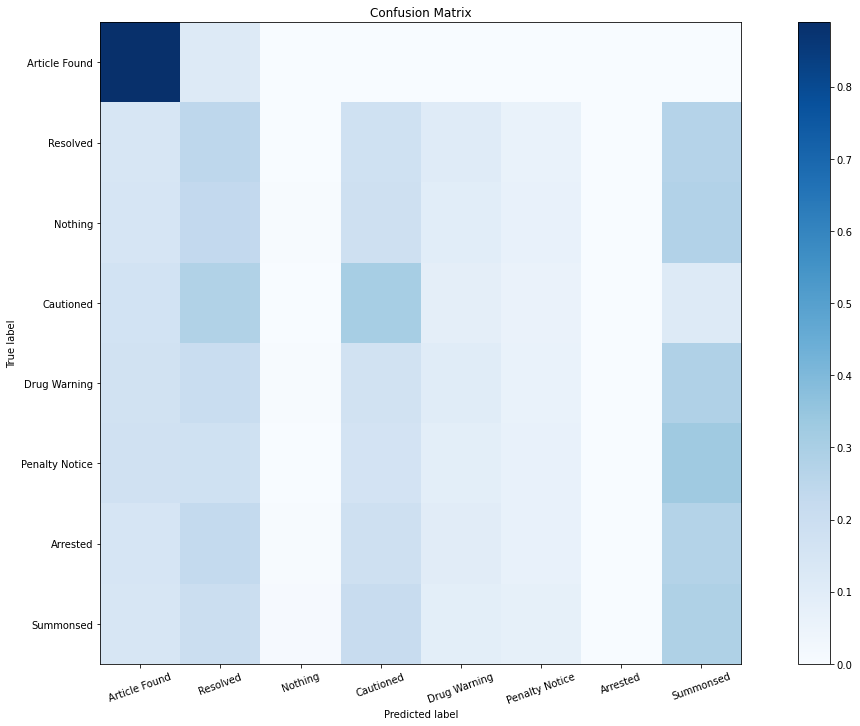 Confusion Matrix
Article Found
Resolved
Nothing
Cautioned
Drug Warning
Penalty Notice
Arrested
Summonsed
True label
Article Found
Resolved
Nothing
Cautioned
Drug Warning
Penalty Notice
Arrested
Summonsed
Predicted label
0.8
0.7
0.6
0.5
0.4
0.3
0.2
0.1
0.0